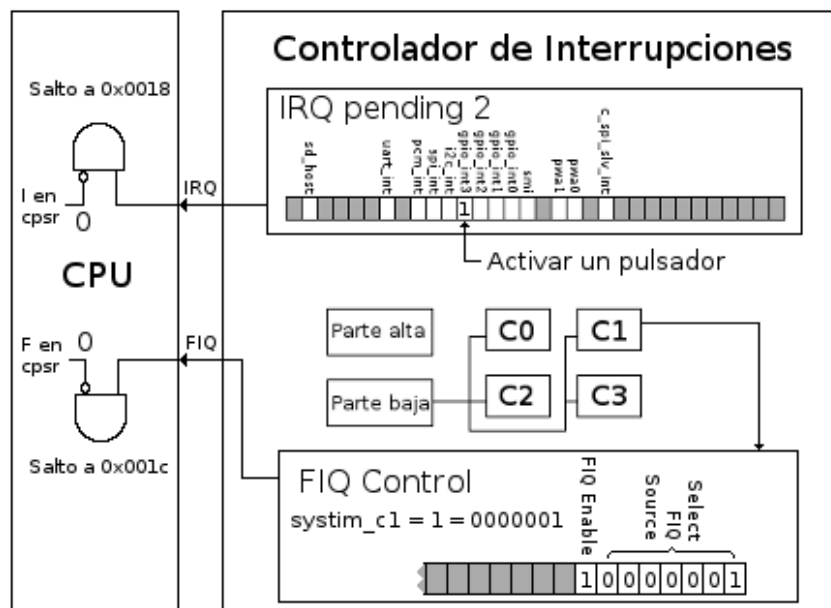 Controlador de Interrupciones
Salto a 0x0018
I en
cpsr
0
IRQ
CPU
F en
cpsr
0
FIQ
Salto a 0x001c
IRQ pending 2
sd_host
uart_int
pcm_int
spi_int
i2c_int
gpio_int3
gpio_int2
gpio_int1
gpio_int0
smi
pwa1
pwa0
c_spi_slv_int
1
Activar un pulsador
Parte alta
C0
C1
Parte baja
C2
C3
FIQ Control
systim_c1 = 1 = 0000001
FIQ Enable
Select
FIQ
Source
1 0 0 0 0 0 0 1